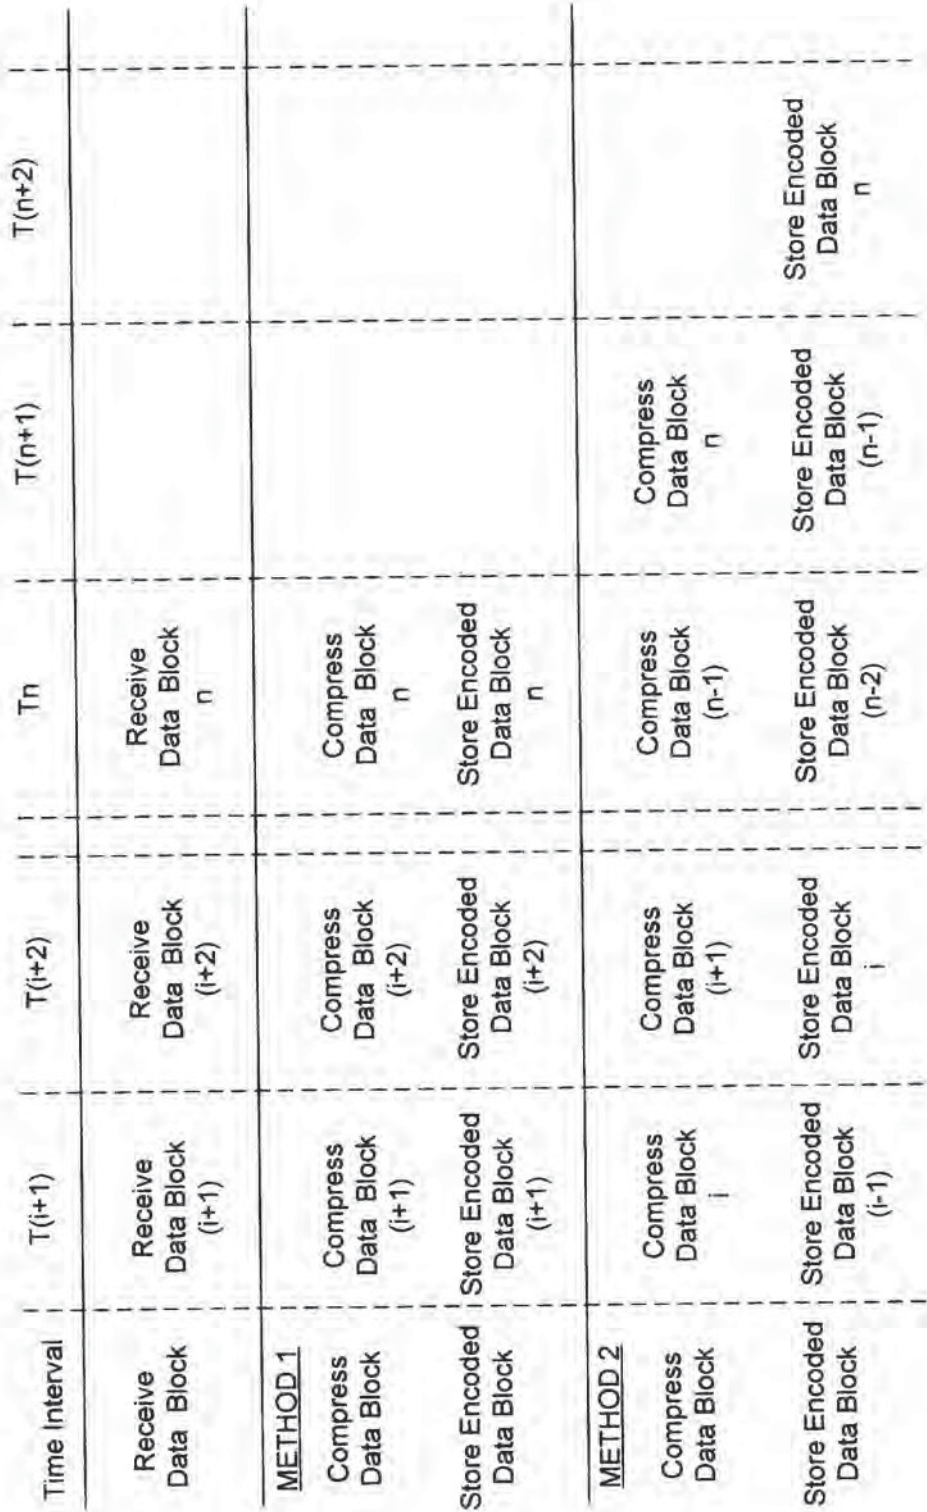 Time Interval
T(i+1)
T(i+2)
Tn
T(n+1)
T(n+2)
Receive
Data Block
Receive
Data Block
(i+1)
Receive
Data Block
(i+2)
Receive
Data Block
n
METHOD 1
Compress
Data Block
Compress
Data Block
(i+1)
Compress
Data Block
(i+2)
Compress
Data Block
n
Store Encoded
Data Block
Store Encoded
Data Block
(i+1)
Store Encoded
Data Block
(i+2)
Store Encoded
Data Block
n
METHOD 2
Compress
Data Block
Compress
Data Block
i
Compress
Data Block
(i+1)
Compress
Data Block
(n-1)
Compress
Data Block
n
Store Encoded
Data Block
Store Encoded
Data Block
(i-1)
Store Encoded
Data Block
i
Store Encoded
Data Block
(n-2)
Store Encoded
Data Block
(n-1)
Store Encoded
Data Block
n